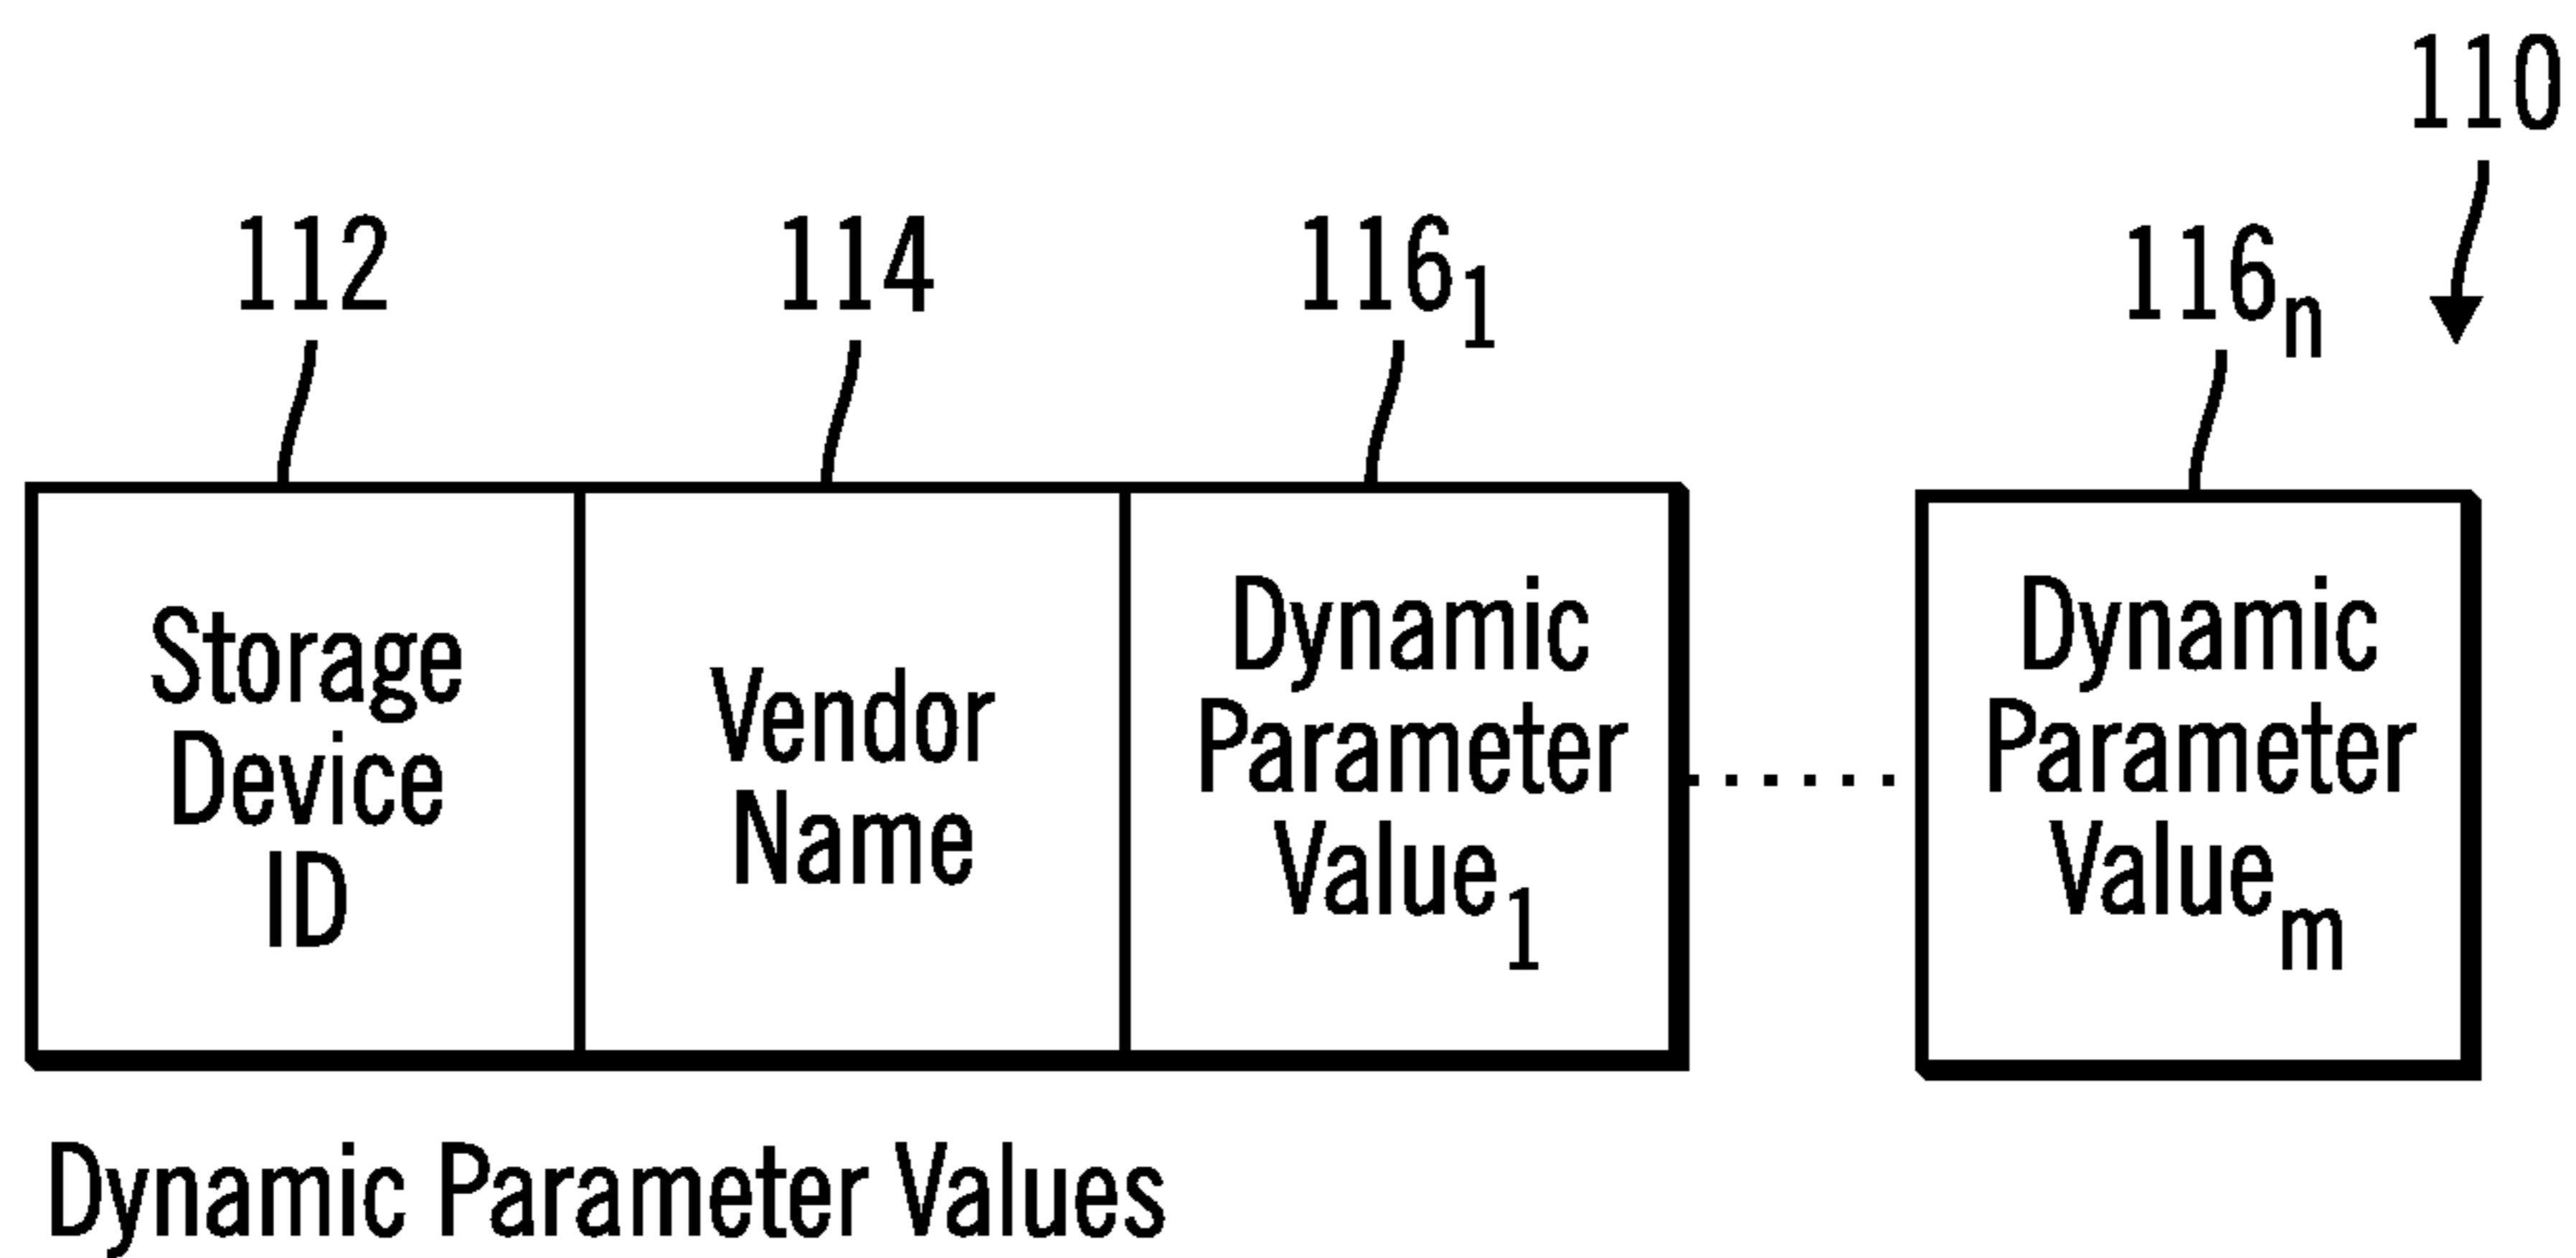 110
112
114
116₁
116ₙ
Storage
Device
ID
Vendor
Name
Dynamic
Parameter
Value₁
......
Dynamic
Parameter
Valueₘ
Dynamic Parameter Values